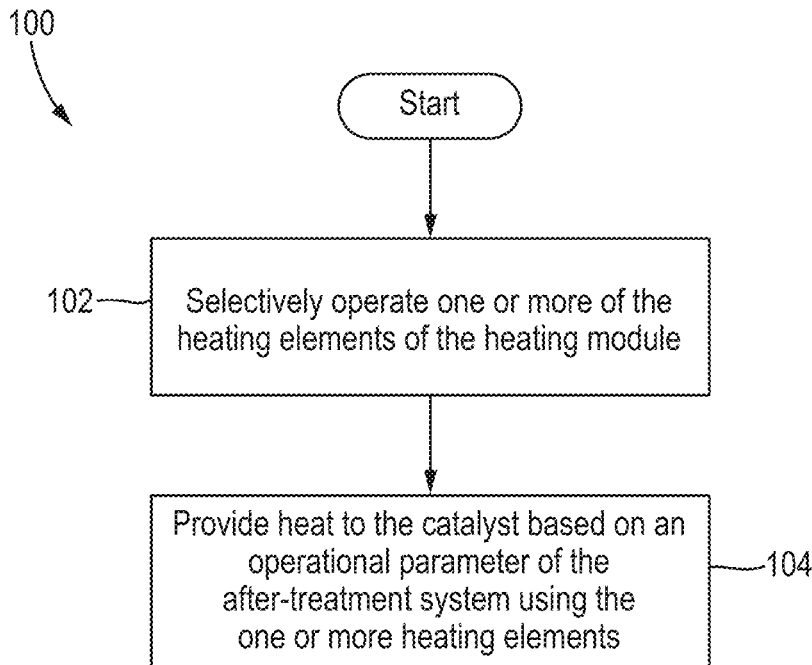 100
Start
102
Selectively operate one or more of the
heating elements of the heating module
Provide heat to the catalyst based on an
operational parameter of the
after-treatment system using the
one or more heating elements
104